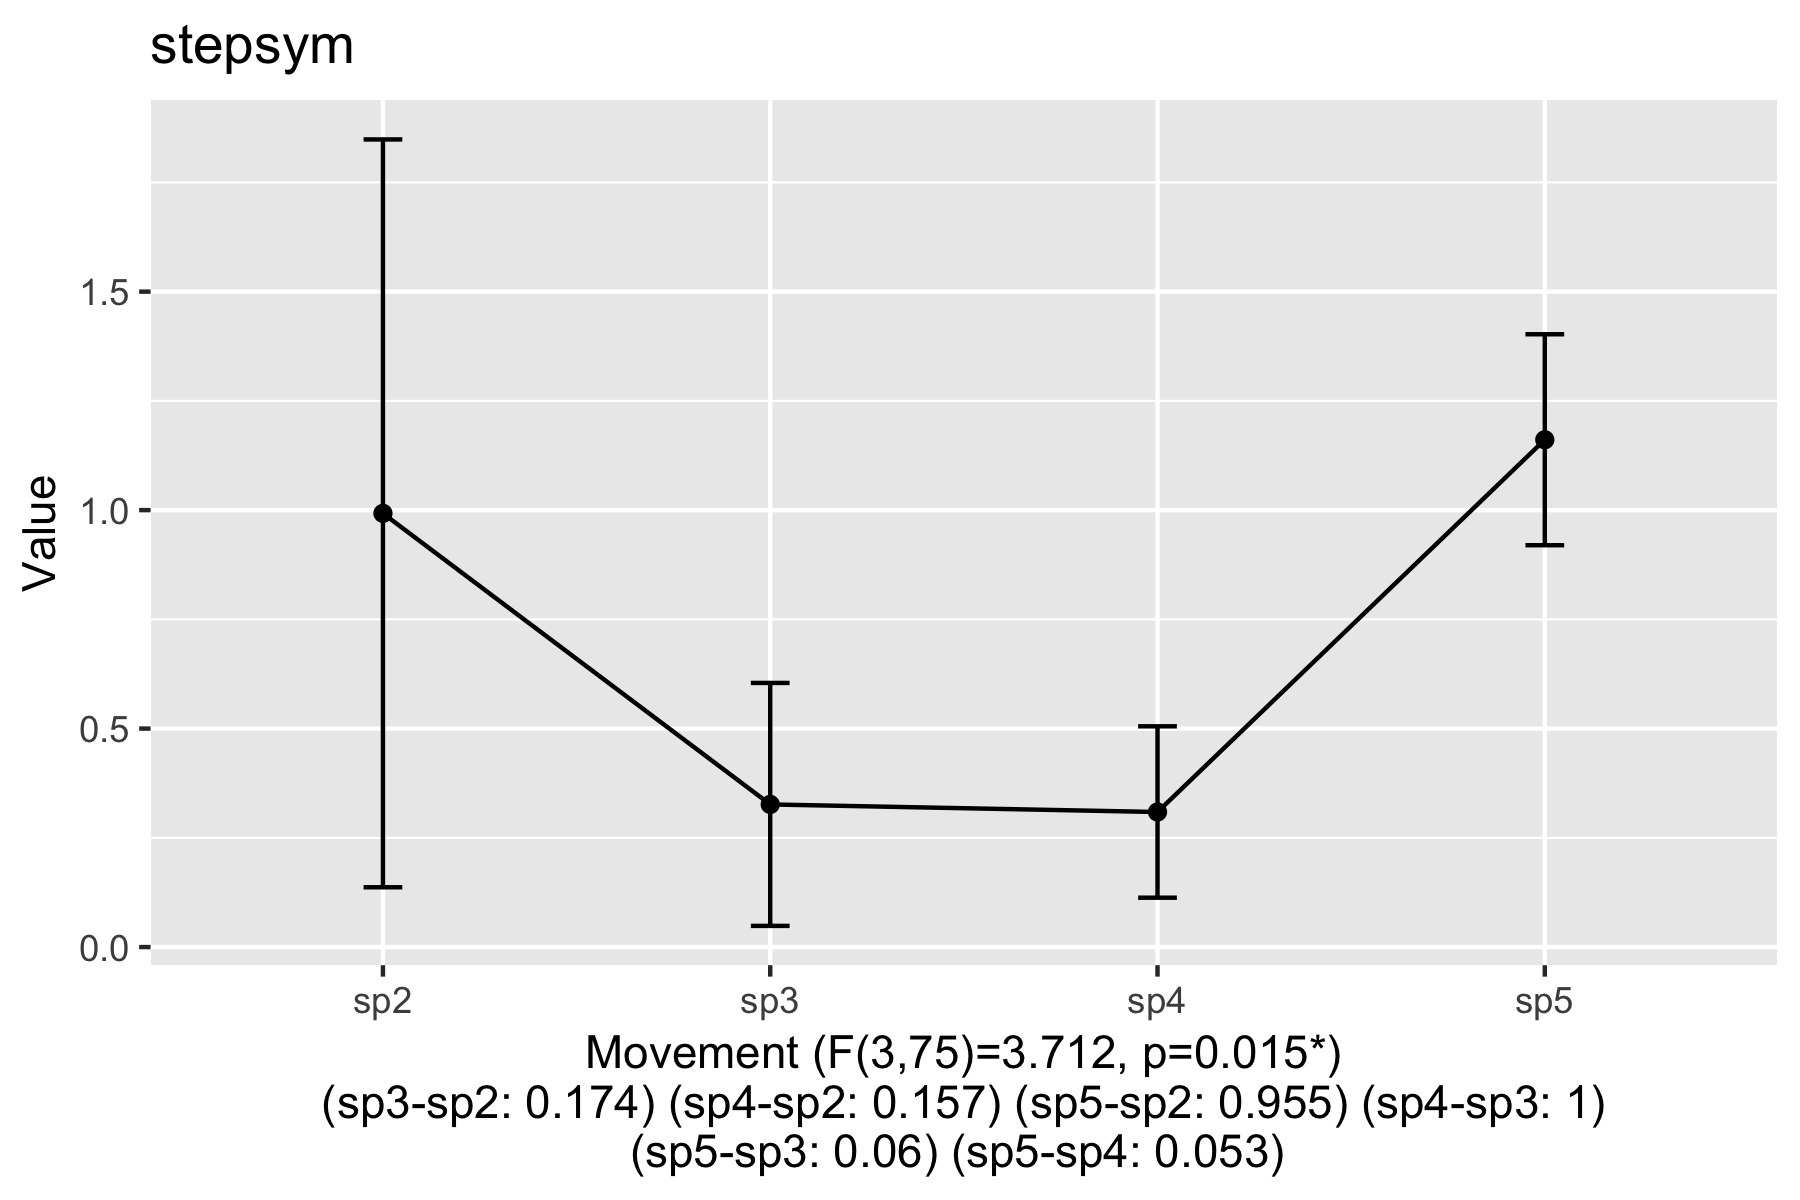 stepsym
Value
1.5
1.0
0.5
0.0
sp2 sp3 sp4 sp5
Movement (F(3,75)=3.712, p=0.015*)
(sp3-sp2: 0.174) (sp4-sp2: 0.157) (sp5-sp2: 0.955) (sp4-sp3: 1)
(sp5-sp3: 0.06) (sp5-sp4: 0.053)